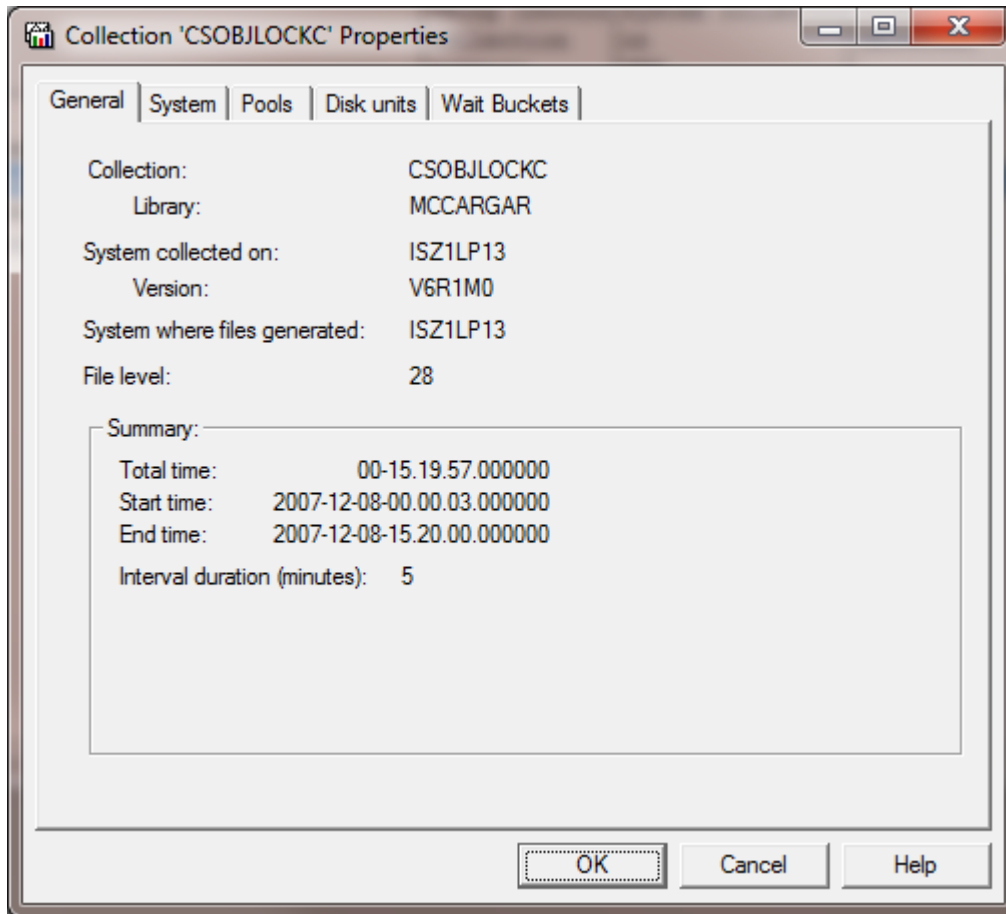 Collection 'CSOBJLOCKC' Properties
General System Pools Disk units Wait Buckets
Collection: CSOBJLOCKC
Library: MCCARGAR
System collected on: ISZ1LP13
Version: V6R1M0
System where files generated: ISZ1LP13
File level: 28
Summary:
Total time: 00-15.19.57.000000
Start time: 2007-12-08-00.00.03.000000
End time: 2007-12-08-15.20.00.000000
Interval duration (minutes): 5
OK Cancel Help